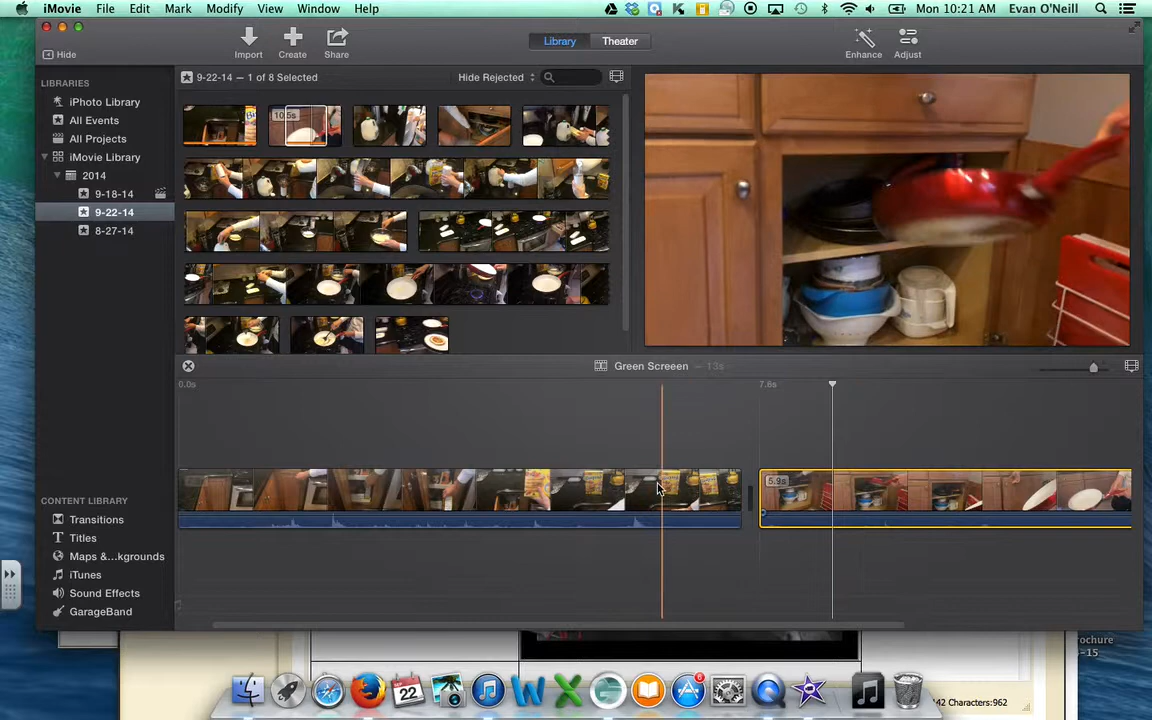 iMovie File Edit Mark Modify View Window Help Mon 10:21 AM Evan O'Neill
Hide
Import Create Share
Library Theater
Enhance Adjust
LIBRARIES
iPhoto Library
All Events
All Projects
iMovie Library
2014
9-18-14
9-22-14
8-27-14
9-22-14 — 1 of 8 Selected Hide Rejected
Green Screeen — 13s
0.0s 7.6s
5.9s
CONTENT LIBRARY
Transitions
Titles
Maps &...kgrounds
iTunes
Sound Effects
GarageBand
22